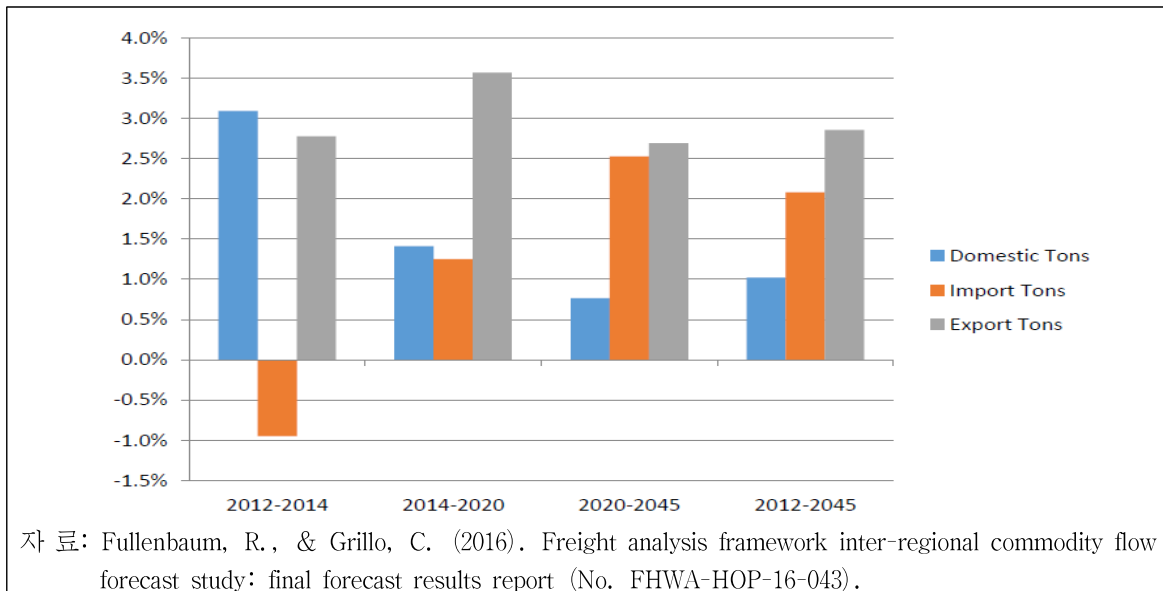 4.0%
3.5%
3.0%
2.5%
2.0%
1.5%
1.0%
0.5%
0.0%
-0.5%
-1.0%
-1.5%
2012-2014 2014-2020 2020-2045 2012-2045
Domestic Tons
Import Tons
Export Tons
자 료: Fullenbaum, R., & Grillo, C. (2016). Freight analysis framework inter-regional commodity flow
forecast study: final forecast results report (No. FHWA-HOP-16-043).